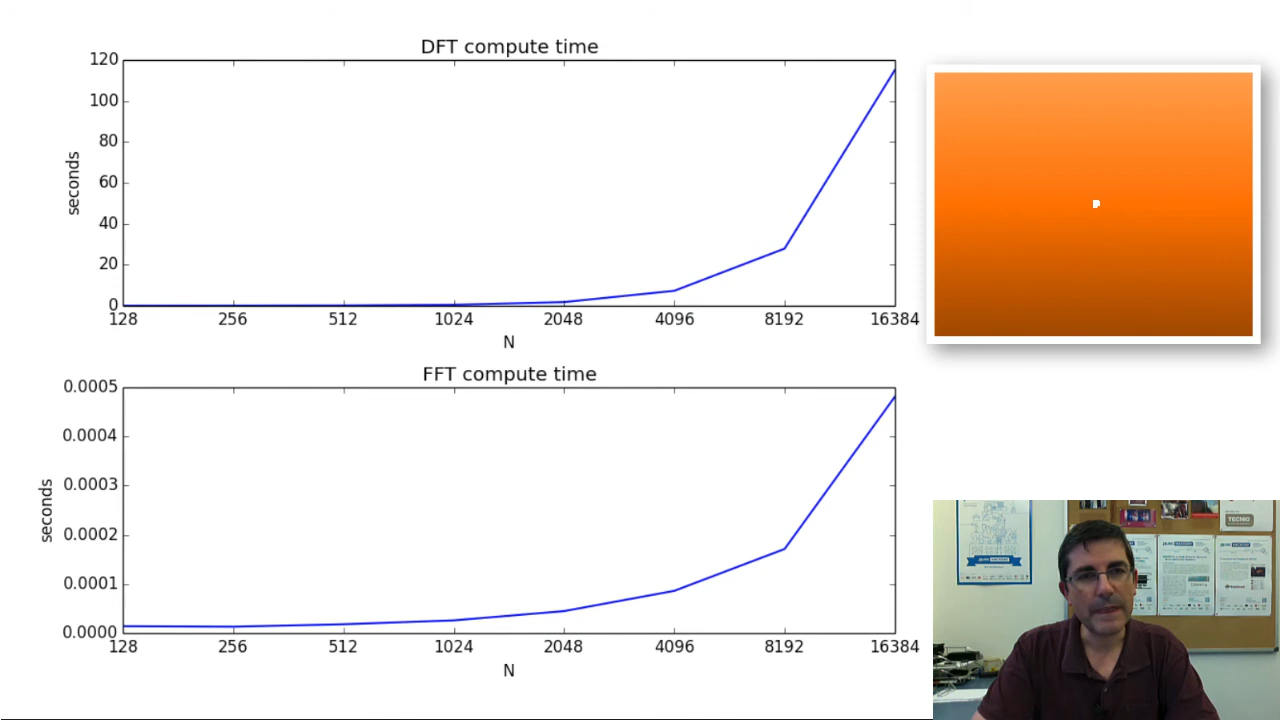 DFT compute time
120
100
80
60
40
20
0
seconds
128 256 512 1024 2048 4096 8192 16384
N
FFT compute time
0.0005
0.0004
0.0003
0.0002
0.0001
0.0000
seconds
128 256 512 1024 2048 4096 8192 16384
N
TECNIO